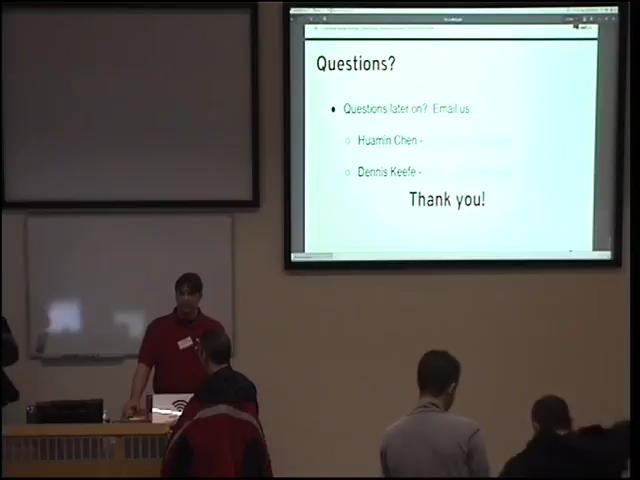 Questions?
Questions later on? Email us:
Huamin Chen -
Dennis Keefe -
Thank you!